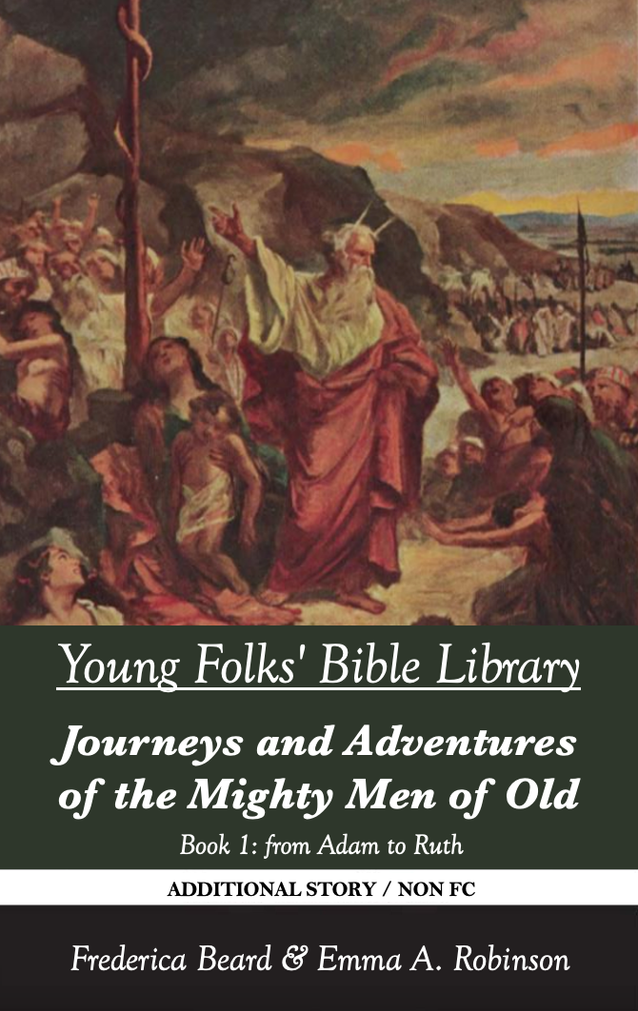 Young Folks' Bible Library
Journeys and Adventures
of the Mighty Men of Old
Book 1: from Adam to Ruth
ADDITIONAL STORY / NON FC
Frederica Beard & Emma A. Robinson